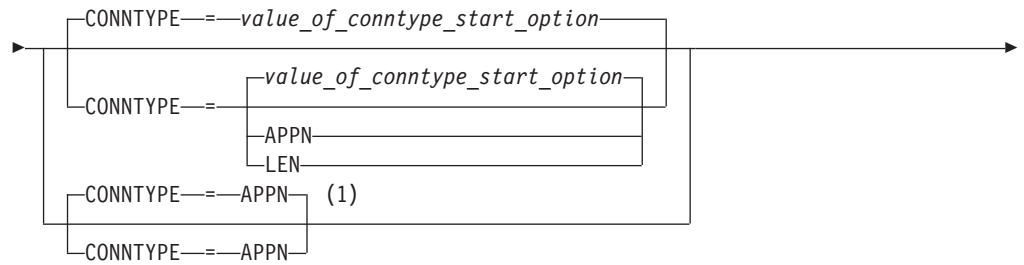 CONNTYPE = value_of_conntype_start_option
value_of_conntype_start_option
CONNTYPE =
APPN
LEN
CONNTYPE = APPN (1)
CONNTYPE = APPN